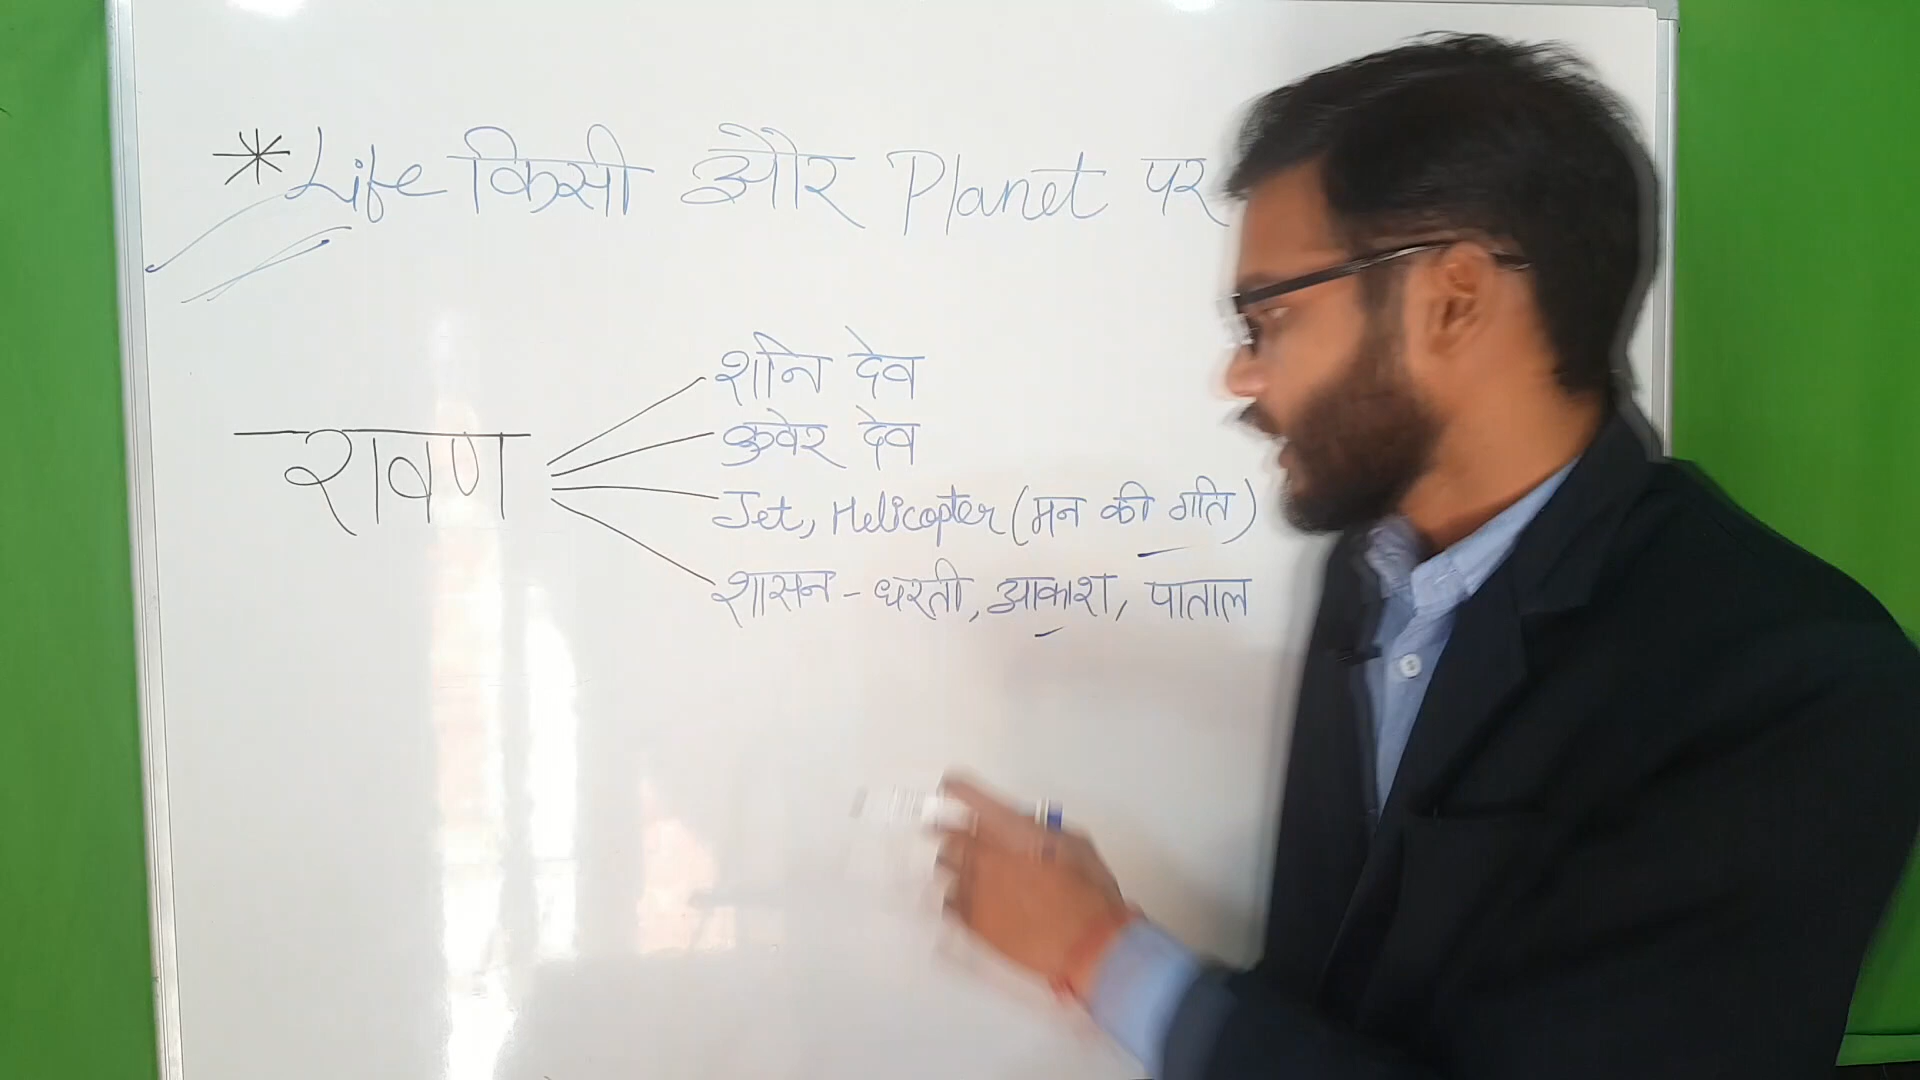 * Life किसी और Planet पर
शनि देव
कुबेर देव
रावण
Jet, Helicopter (मन की गति)
शासन - धरती, आकाश, पाताल